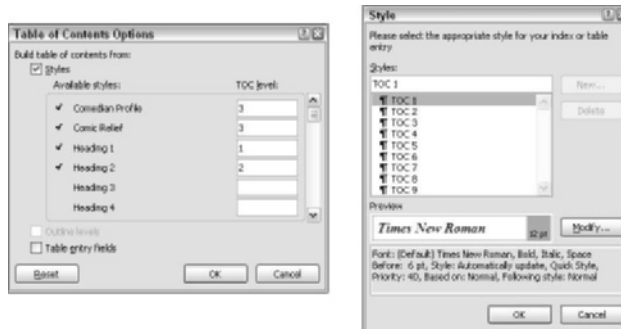 Table of Contents Options
Build table of contents from:
Styles
Available styles:
TOC level:
Comedian Profile
3
Comic Relief
3
Heading 1
1
Heading 2
2
Heading 3
Heading 4
Outline levels
Table entry fields
Reset
OK
Cancel
Style
Please select the appropriate style for your index or table
entry
Styles:
TOC 1
New...
¶ TOC 1
Delete
¶ TOC 2
¶ TOC 3
¶ TOC 4
¶ TOC 5
¶ TOC 6
¶ TOC 7
¶ TOC 8
¶ TOC 9
Preview
Times New Roman
12 pt
Modify...
Font: (Default) Times New Roman, Bold, Italic, Space
Before: 6 pt, Style: Automatically update, Quick Style,
Priority: 40, Based on: Normal, Following style: Normal
OK
Cancel